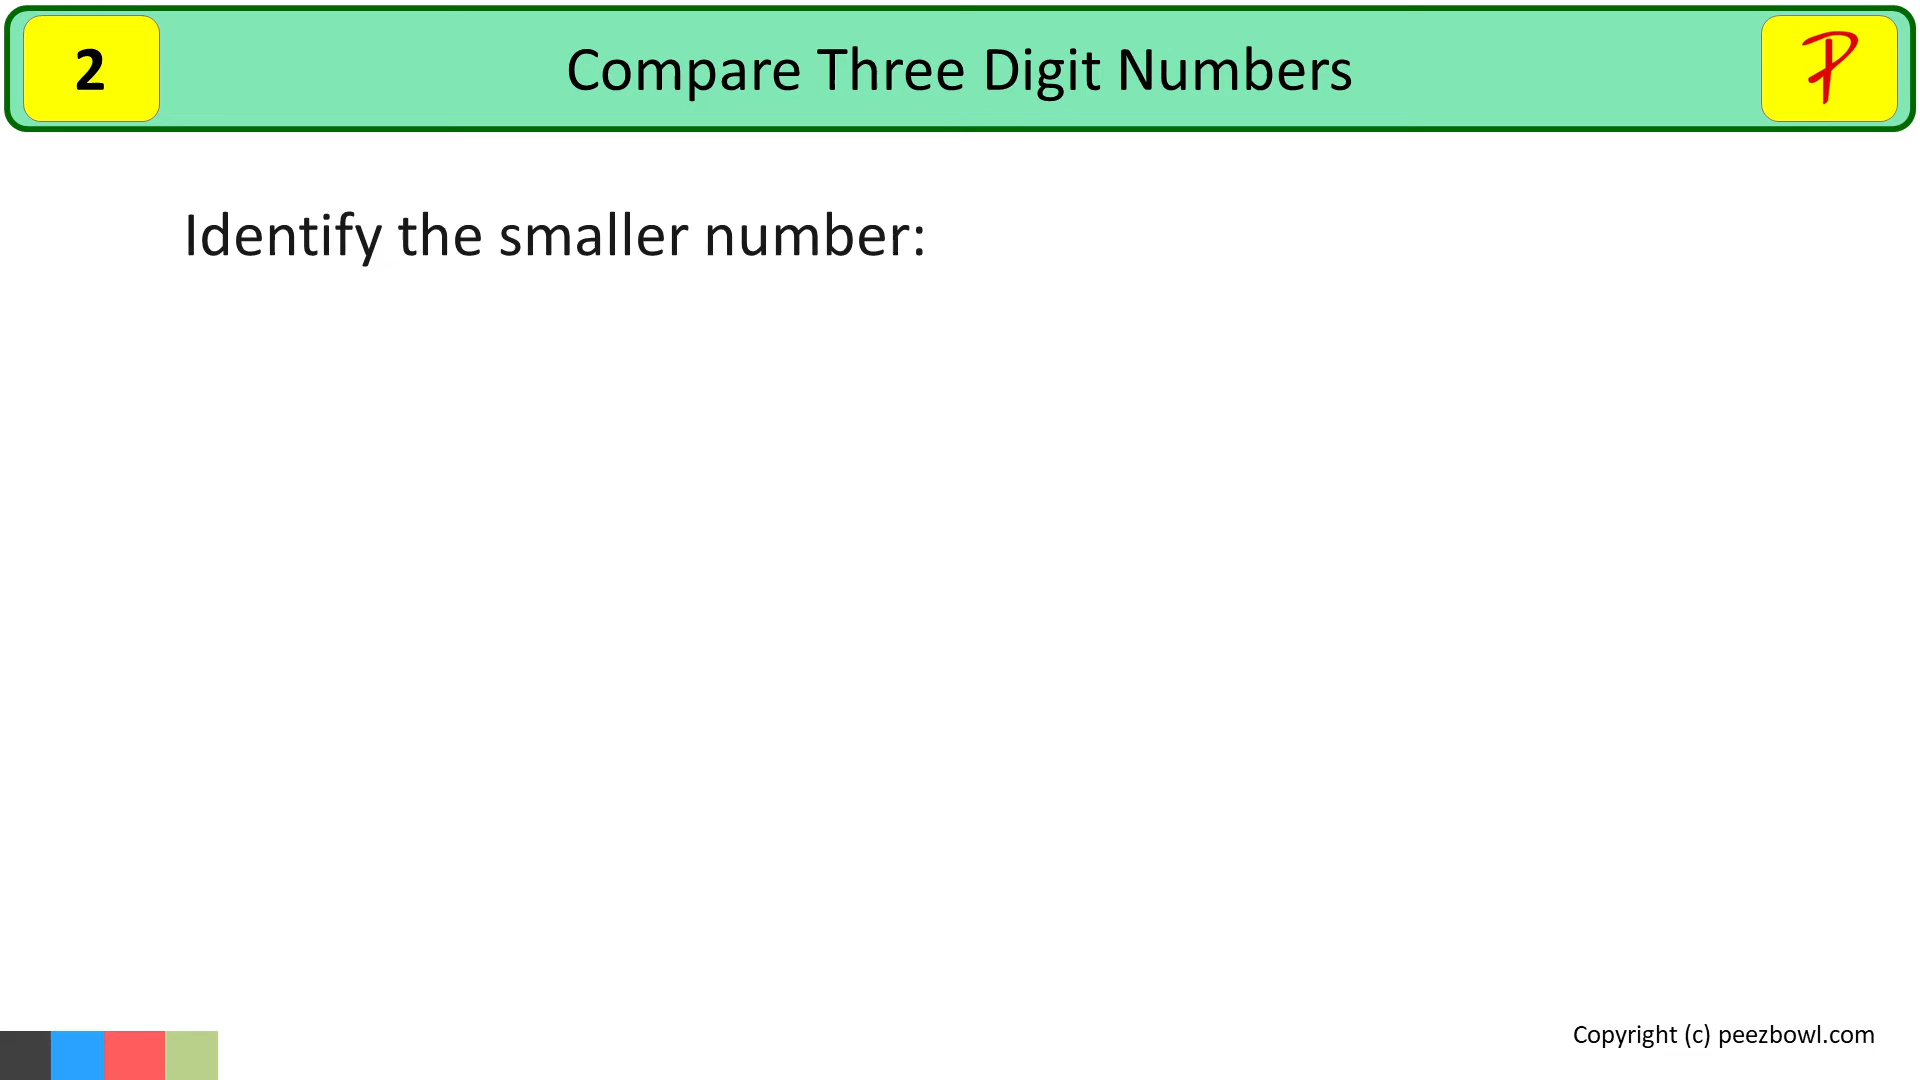 2
Compare Three Digit Numbers
P
Identify the smaller number:
Copyright (c) peezbowl.com